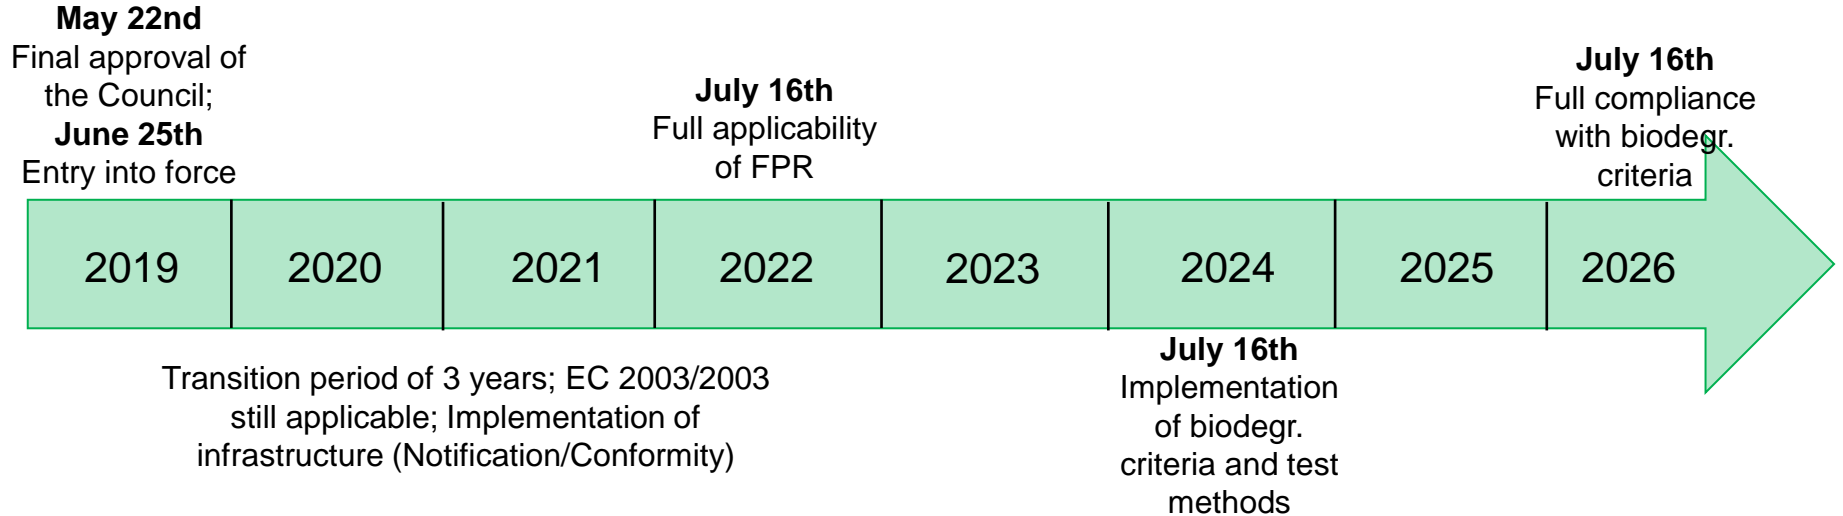 May 22nd
Final approval of
the Council;
June 25th
Entry into force
July 16th
Full applicability
of FPR
July 16th
Full compliance
with biodegr.
criteria
2019
2020
2021
2022
2023
2024
2025
2026
Transition period of 3 years; EC 2003/2003
still applicable; Implementation of
infrastructure (Notification/Conformity)
July 16th
Implementation
of biodegr.
criteria and test
methods